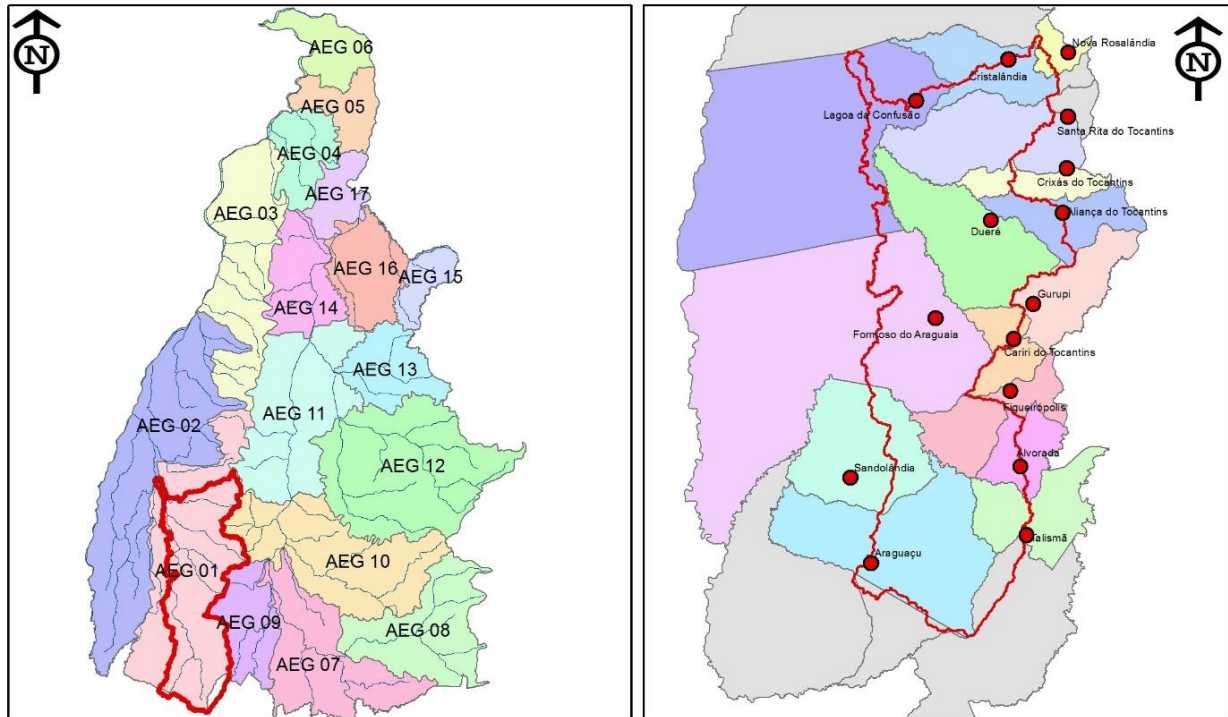 N
AEG 06
AEG 05
AEG 04
AEG 17
AEG 03
AEG 16
AEG 15
AEG 14
AEG 13
AEG 11
AEG 02
AEG 12
AEG 10
AEG 01
AEG 09
AEG 08
AEG 07
N
Nova Rosalândia
Cristalândia
Lagoa da Confusão
Santa Rita do Tocantins
Crixás do Tocantins
Aliança do Tocantins
Dueré
Gurupi
Formoso do Araguaia
Cariri do Tocantins
Figueirópolis
Alvorada
Sandolândia
Talismã
Araguaçu